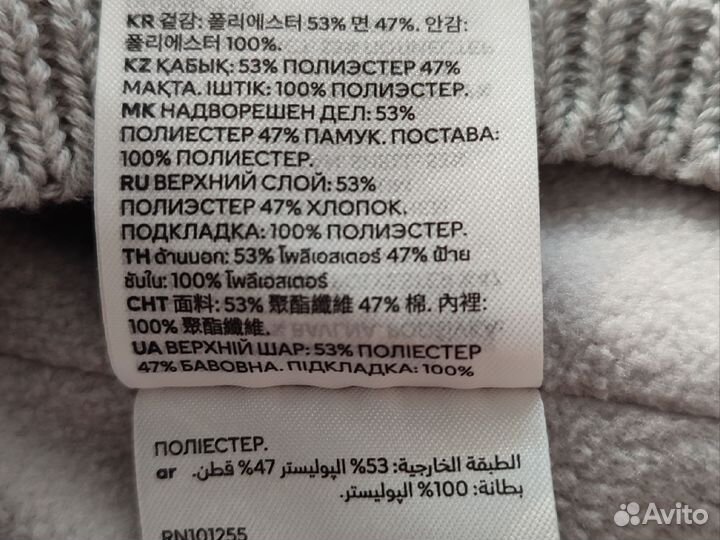 KR 겉감: 폴리에스터 53% 면 47%. 안감:
폴리에스터 100%.
KZ ҚАБЫҚ: 53% ПОЛИЭСТЕР 47%
МАҚТА. ІШТІК: 100% ПОЛИЭСТЕР.
MK НАДВОРЕШЕН ДЕЛ: 53%
ПОЛИЕСТЕР 47% ПАМУК. ПОСТАВА:
100% ПОЛИЕСТЕР.
RU ВЕРХНИЙ СЛОЙ: 53%
ПОЛИЭСТЕР 47% ХЛОПОК.
ПОДКЛАДКА: 100% ПОЛИЭСТЕР.
TH ด้านนอก: 53% โพลีเอสเตอร์ 47% ฝ้าย
ซับใน: 100% โพลีเอสเตอร์
CHT 面料: 53% 聚酯纖維 47% 棉. 內裡:
100% 聚酯纖維.
UA ВЕРХНІЙ ШАР: 53% ПОЛІЕСТЕР
47% БАВОВНА. ПІДКЛАДКА: 100%
ПОЛІЕСТЕР.
ar الطبقة الخارجية: 53% البوليستر 47% قطن.
بطانة: 100% البوليستر.
RN101255
Avito